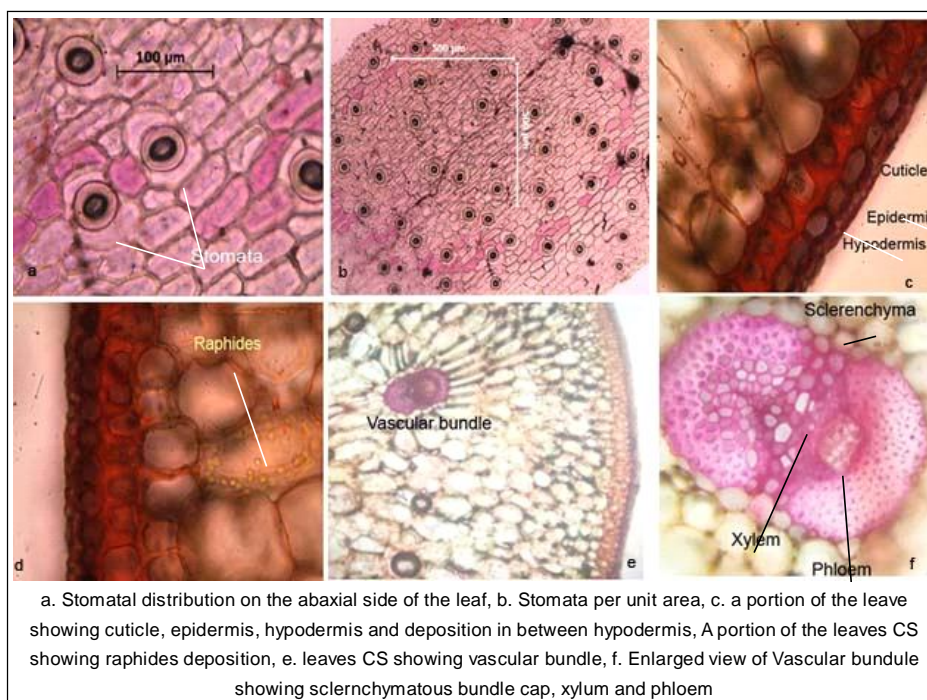 100 µm
Stomata
a
500 µm
500 µm
b
Cuticle
Epidermi
Hypodermis
c
Raphides
d
Vascular bundle
e
Sclerenchyma
Xylem
Phloem
f
a. Stomatal distribution on the abaxial side of the leaf, b. Stomata per unit area, c. a portion of the leave
showing cuticle, epidermis, hypodermis and deposition in between hypodermis, A portion of the leaves CS
showing raphides deposition, e. leaves CS showing vascular bundle, f. Enlarged view of Vascular bundule
showing sclernchymatous bundle cap, xylum and phloem